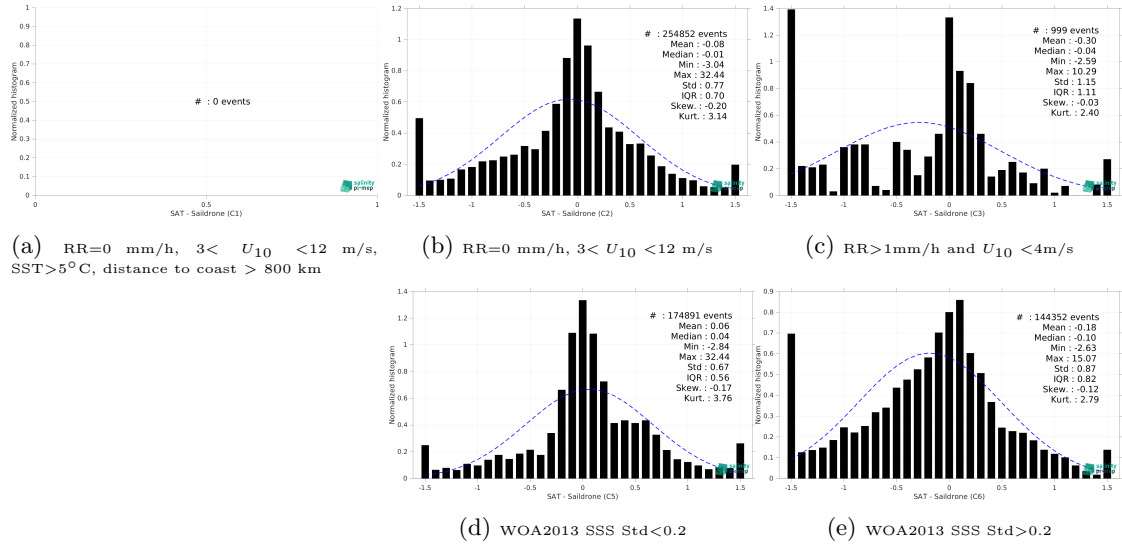 1
0.9
0.8
0.7
0.6
0.5
0.4
0.3
0.2
0.1
0
Normalized histogram
# : 0 events
0 0.5 1
SAT - Saildrone (C1)
salinity
pi-mep
(a) RR=0 mm/h, 3< U10 <12 m/s,
SST>5°C, distance to coast > 800 km
1.2
1
0.8
0.6
0.4
0.2
0
Normalized histogram
# : 254852 events
Mean : -0.08
Median : -0.01
Min : -3.04
Max : 32.44
Std : 0.77
IQR : 0.70
Skew. : -0.20
Kurt. : 3.14
-1.5 -1 -0.5 0 0.5 1 1.5
SAT - Saildrone (C2)
salinity
pi-mep
(b) RR=0 mm/h, 3< U10 <12 m/s
1.4
1.2
1
0.8
0.6
0.4
0.2
0
Normalized histogram
# : 999 events
Mean : -0.30
Median : -0.04
Min : -2.59
Max : 10.29
Std : 1.15
IQR : 1.11
Skew. : -0.03
Kurt. : 2.40
-1.5 -1 -0.5 0 0.5 1 1.5
SAT - Saildrone (C3)
salinity
pi-mep
(c) RR>1mm/h and U10 <4m/s
1.4
1.2
1
0.8
0.6
0.4
0.2
0
Normalized histogram
# : 174891 events
Mean : 0.06
Median : 0.04
Min : -2.84
Max : 32.44
Std : 0.67
IQR : 0.56
Skew. : -0.17
Kurt. : 3.76
-1.5 -1 -0.5 0 0.5 1 1.5
SAT - Saildrone (C5)
salinity
pi-mep
(d) WOA2013 SSS Std<0.2
0.9
0.8
0.7
0.6
0.5
0.4
0.3
0.2
0.1
0
Normalized histogram
# : 144352 events
Mean : -0.18
Median : -0.10
Min : -2.63
Max : 15.07
Std : 0.87
IQR : 0.82
Skew. : -0.12
Kurt. : 2.79
-1.5 -1 -0.5 0 0.5 1 1.5
SAT - Saildrone (C6)
salinity
pi-mep
(e) WOA2013 SSS Std>0.2